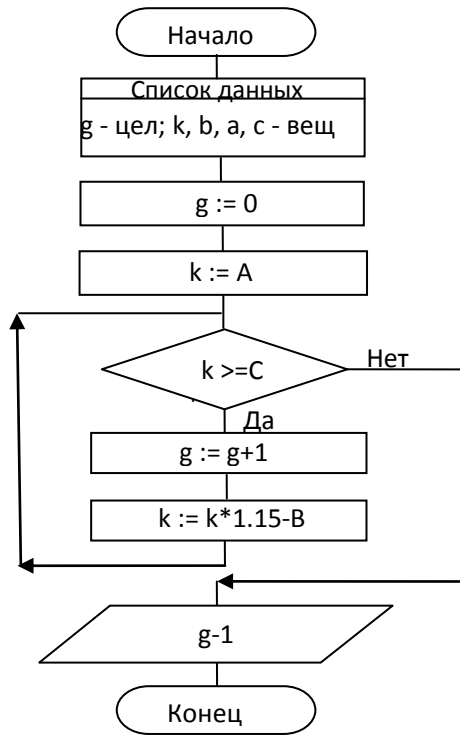 Начало
Список данных
g - цел; k, b, a, c - вещ
g := 0
k := A
k >=C
Нет
Да
g := g+1
k := k*1.15-B
g-1
Конец